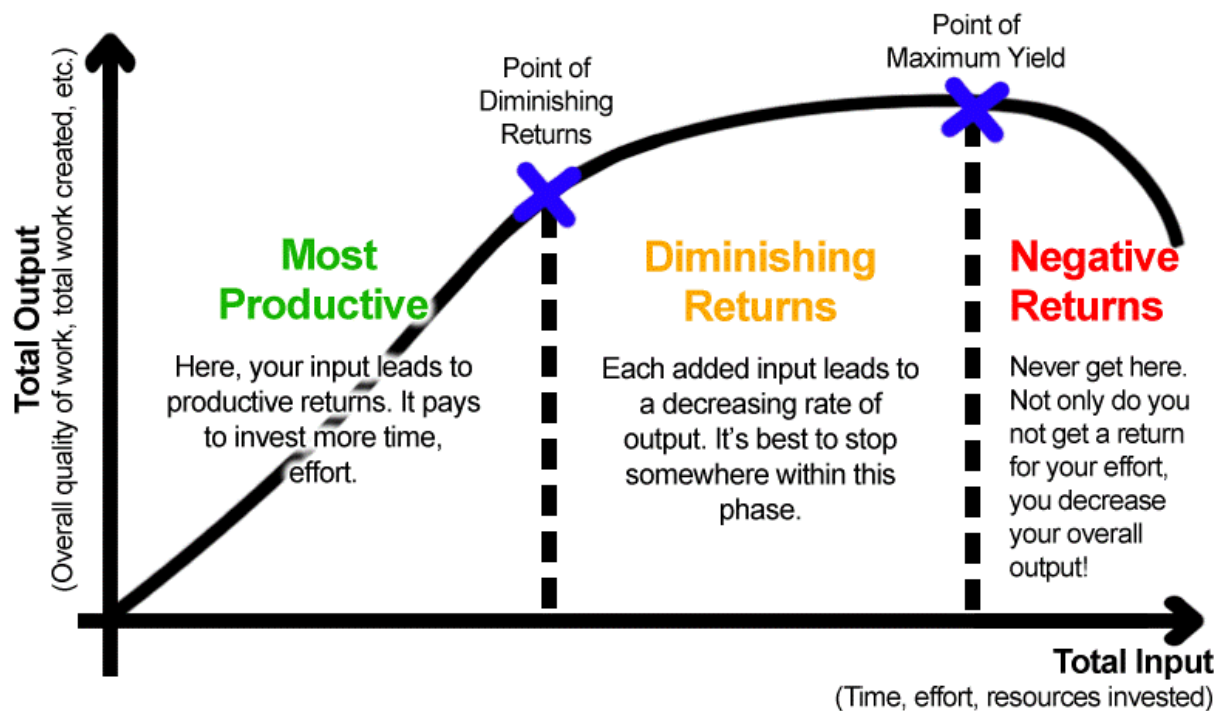 Point of
Diminishing
Returns
Point of
Maximum Yield
Total Output
(Overall quality of work, total work created, etc.)
Most
Productive
Here, your input leads to
productive returns. It pays
to invest more time,
effort.
Diminishing
Returns
Each added input leads to
a decreasing rate of
output. It’s best to stop
somewhere within this
phase.
Negative
Returns
Never get here.
Not only do you
not get a return
for your effort,
you decrease
your overall
output!
Total Input
(Time, effort, resources invested)